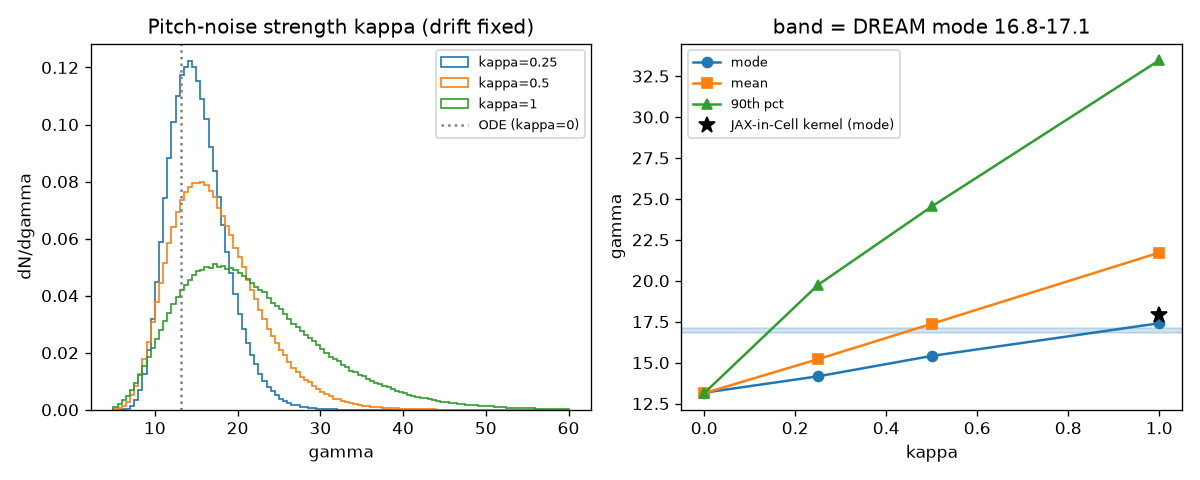 Pitch-noise strength kappa (drift fixed)
kappa=0.25
kappa=0.5
kappa=1
ODE (kappa=0)
0.12
0.10
0.08
0.06
0.04
0.02
0.00
dN/dgamma
10
20
30
40
50
60
gamma
band = DREAM mode 16.8-17.1
mode
mean
90th pct
JAX-in-Cell kernel (mode)
32.5
30.0
27.5
25.0
22.5
20.0
17.5
15.0
12.5
gamma
0.0
0.2
0.4
0.6
0.8
1.0
kappa